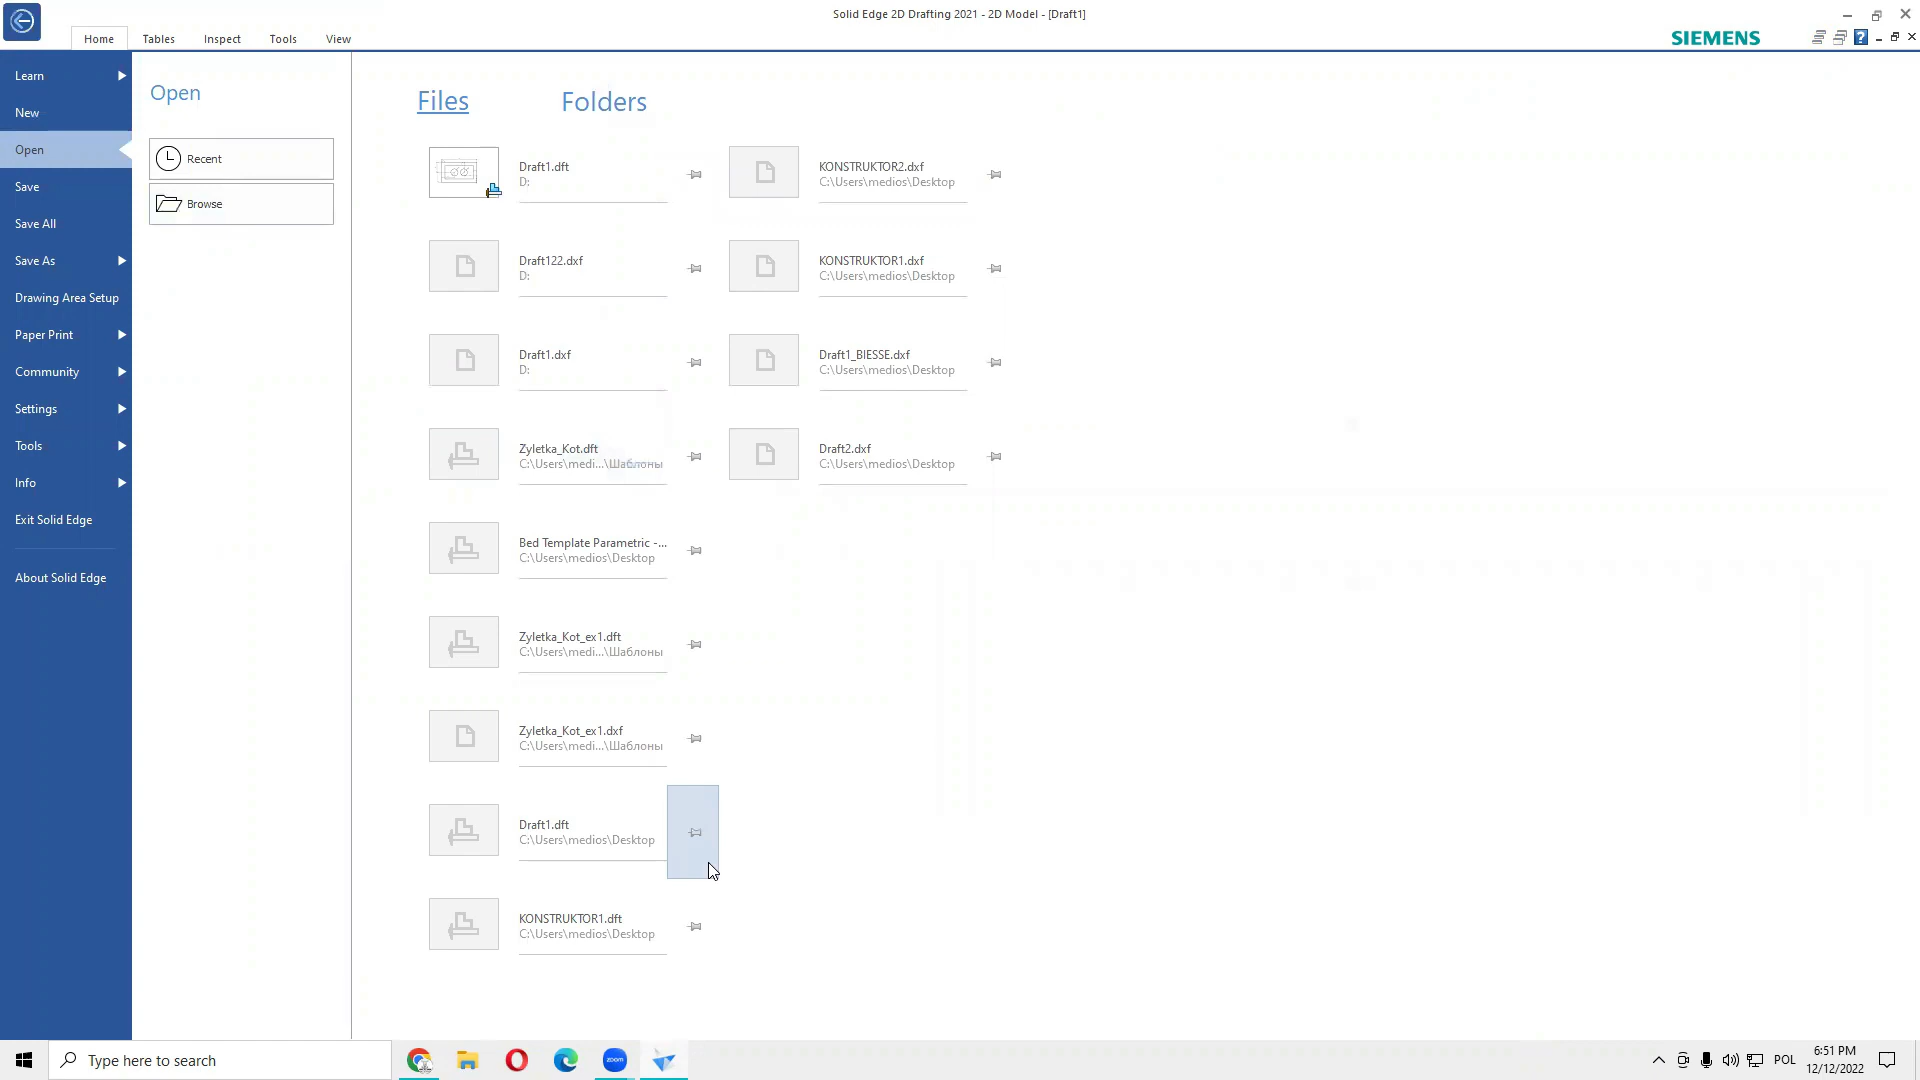 Solid Edge 2D Drafting 2021 - 2D Model - [Draft1]
Home Tables Inspect Tools View
SIEMENS
Learn
New
Open
Save
Save All
Save As
Drawing Area Setup
Paper Print
Community
Settings
Tools
Info
Exit Solid Edge
About Solid Edge
Open
Recent
Browse
Files Folders
Draft1.dft
D:
Draft122.dxf
D:
Draft1.dxf
D:
Zyletka_Kot.dft
C:\Users\medi...\Шаблоны
Bed Template Parametric -...
C:\Users\medios\Desktop
Zyletka_Kot_ex1.dft
C:\Users\medi...\Шаблоны
Zyletka_Kot_ex1.dxf
C:\Users\medi...\Шаблоны
Draft1.dft
C:\Users\medios\Desktop
KONSTRUKTOR1.dft
C:\Users\medios\Desktop
KONSTRUKTOR2.dxf
C:\Users\medios\Desktop
KONSTRUKTOR1.dxf
C:\Users\medios\Desktop
Draft1_BIESSE.dxf
C:\Users\medios\Desktop
Draft2.dxf
C:\Users\medios\Desktop
Type here to search
zoom
POL
6:51 PM
12/12/2022